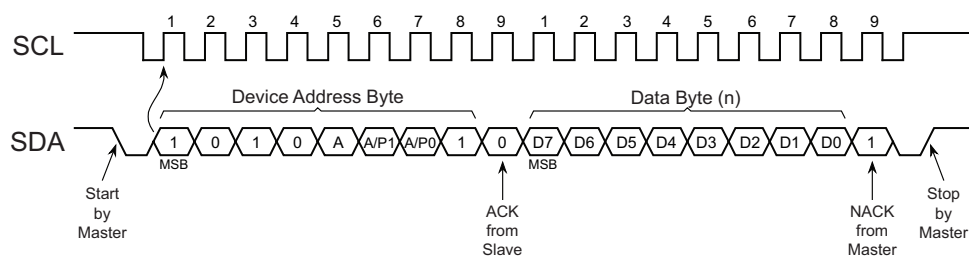 1 2 3 4 5 6 7 8 9 1 2 3 4 5 6 7 8 9
SCL
Device Address Byte Data Byte (n)
SDA 1 0 1 0 A A/P1 A/P0 1 0 D7 D6 D5 D4 D3 D2 D1 D0 1
MSB MSB
Start
by
Master
ACK
from
Slave
NACK
from
Master
Stop
by
Master